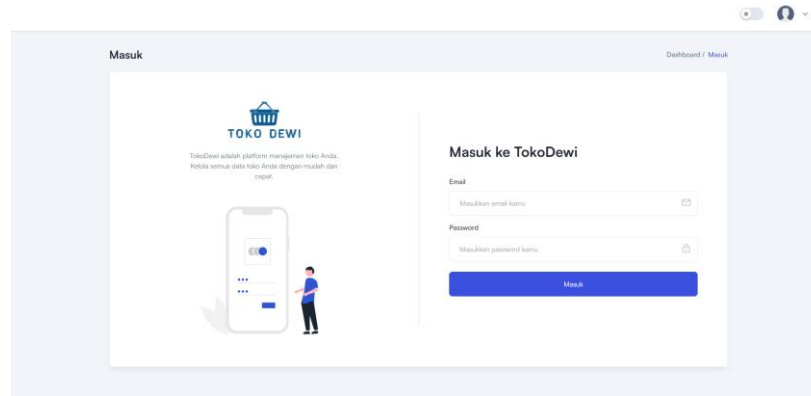 Masuk
Dashboard / Masuk
TOKO DEWI
TokoDewi adalah platform manajemen toko Anda.
Kelola semua data toko Anda dengan mudah dan
cepat.
Masuk ke TokoDewi
Email
Masukkan email kamu
Password
Masukkan password kamu
Masuk